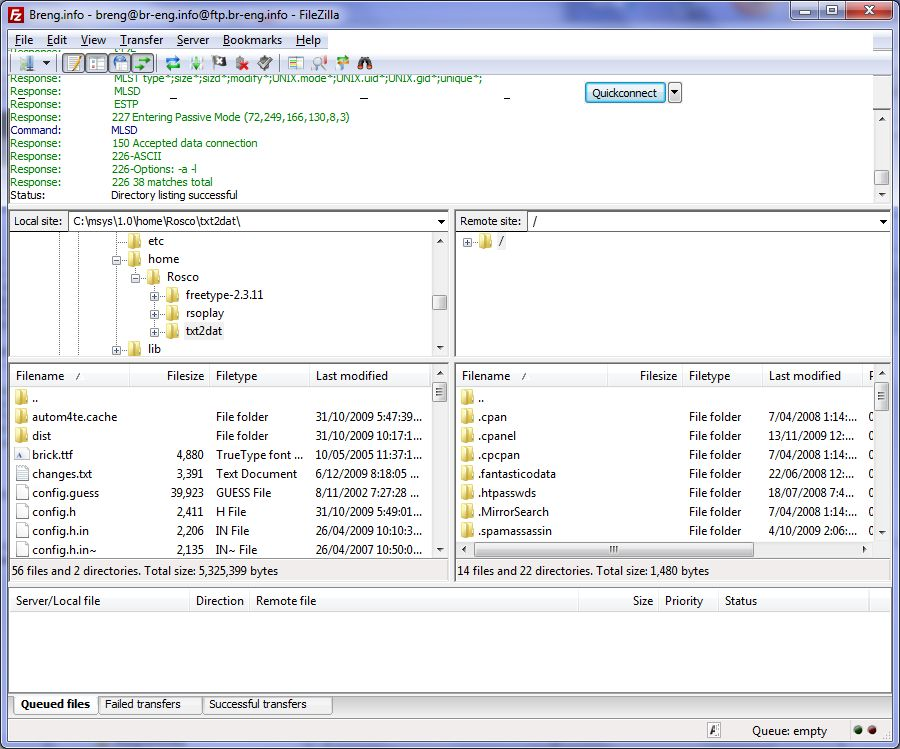 Breng.info - breng@br-eng.info@ftp.br-eng.info - FileZilla
File Edit View Transfer Server Bookmarks Help
Response: MLST type*;size*;sizd*;modify*;UNIX.mode*;UNIX.uid*;UNIX.gid*;unique*;
Response: MLSD
Quickconnect
Response: ESTP
Response: 227 Entering Passive Mode (72,249,166,130,8,3)
Command: MLSD
Response: 150 Accepted data connection
Response: 226-ASCII
Response: 226-Options: -a -l
Response: 226 38 matches total
Status: Directory listing successful
Local site: C:\msys\1.0\home\Rosco\txt2dat\
Remote site: /
etc
/
home
Rosco
freetype-2.3.11
rsoplay
txt2dat
lib
Filename / Filesize Filetype Last modified
Filename / Filesize Filetype Last modified
..
autom4te.cache File folder 31/10/2009 5:47:39...
dist File folder 31/10/2009 10:17:1...
brick.ttf 4,880 TrueType font ... 10/05/2005 11:37:1...
changes.txt 3,391 Text Document 6/12/2009 8:18:05 ...
config.guess 39,923 GUESS File 8/11/2002 7:27:28 ...
config.h 2,411 H File 31/10/2009 5:49:01...
config.h.in 2,206 IN File 26/04/2009 10:10:3...
config.h.in~ 2,135 IN~ File 26/04/2007 10:50:0...
..
.cpan File folder 7/04/2008 1:14:...
.cpanel File folder 13/11/2009 12:...
.cpcpan File folder 7/04/2008 1:14:...
.fantasticodata File folder 22/06/2008 12:...
.htpasswds File folder 18/07/2008 7:4...
.MirrorSearch File folder 7/04/2008 1:14:...
.spamassassin File folder 4/10/2009 2:06:...
56 files and 2 directories. Total size: 5,325,399 bytes
14 files and 22 directories. Total size: 1,480 bytes
Server/Local file Direction Remote file Size Priority Status
Queued files Failed transfers Successful transfers
Queue: empty